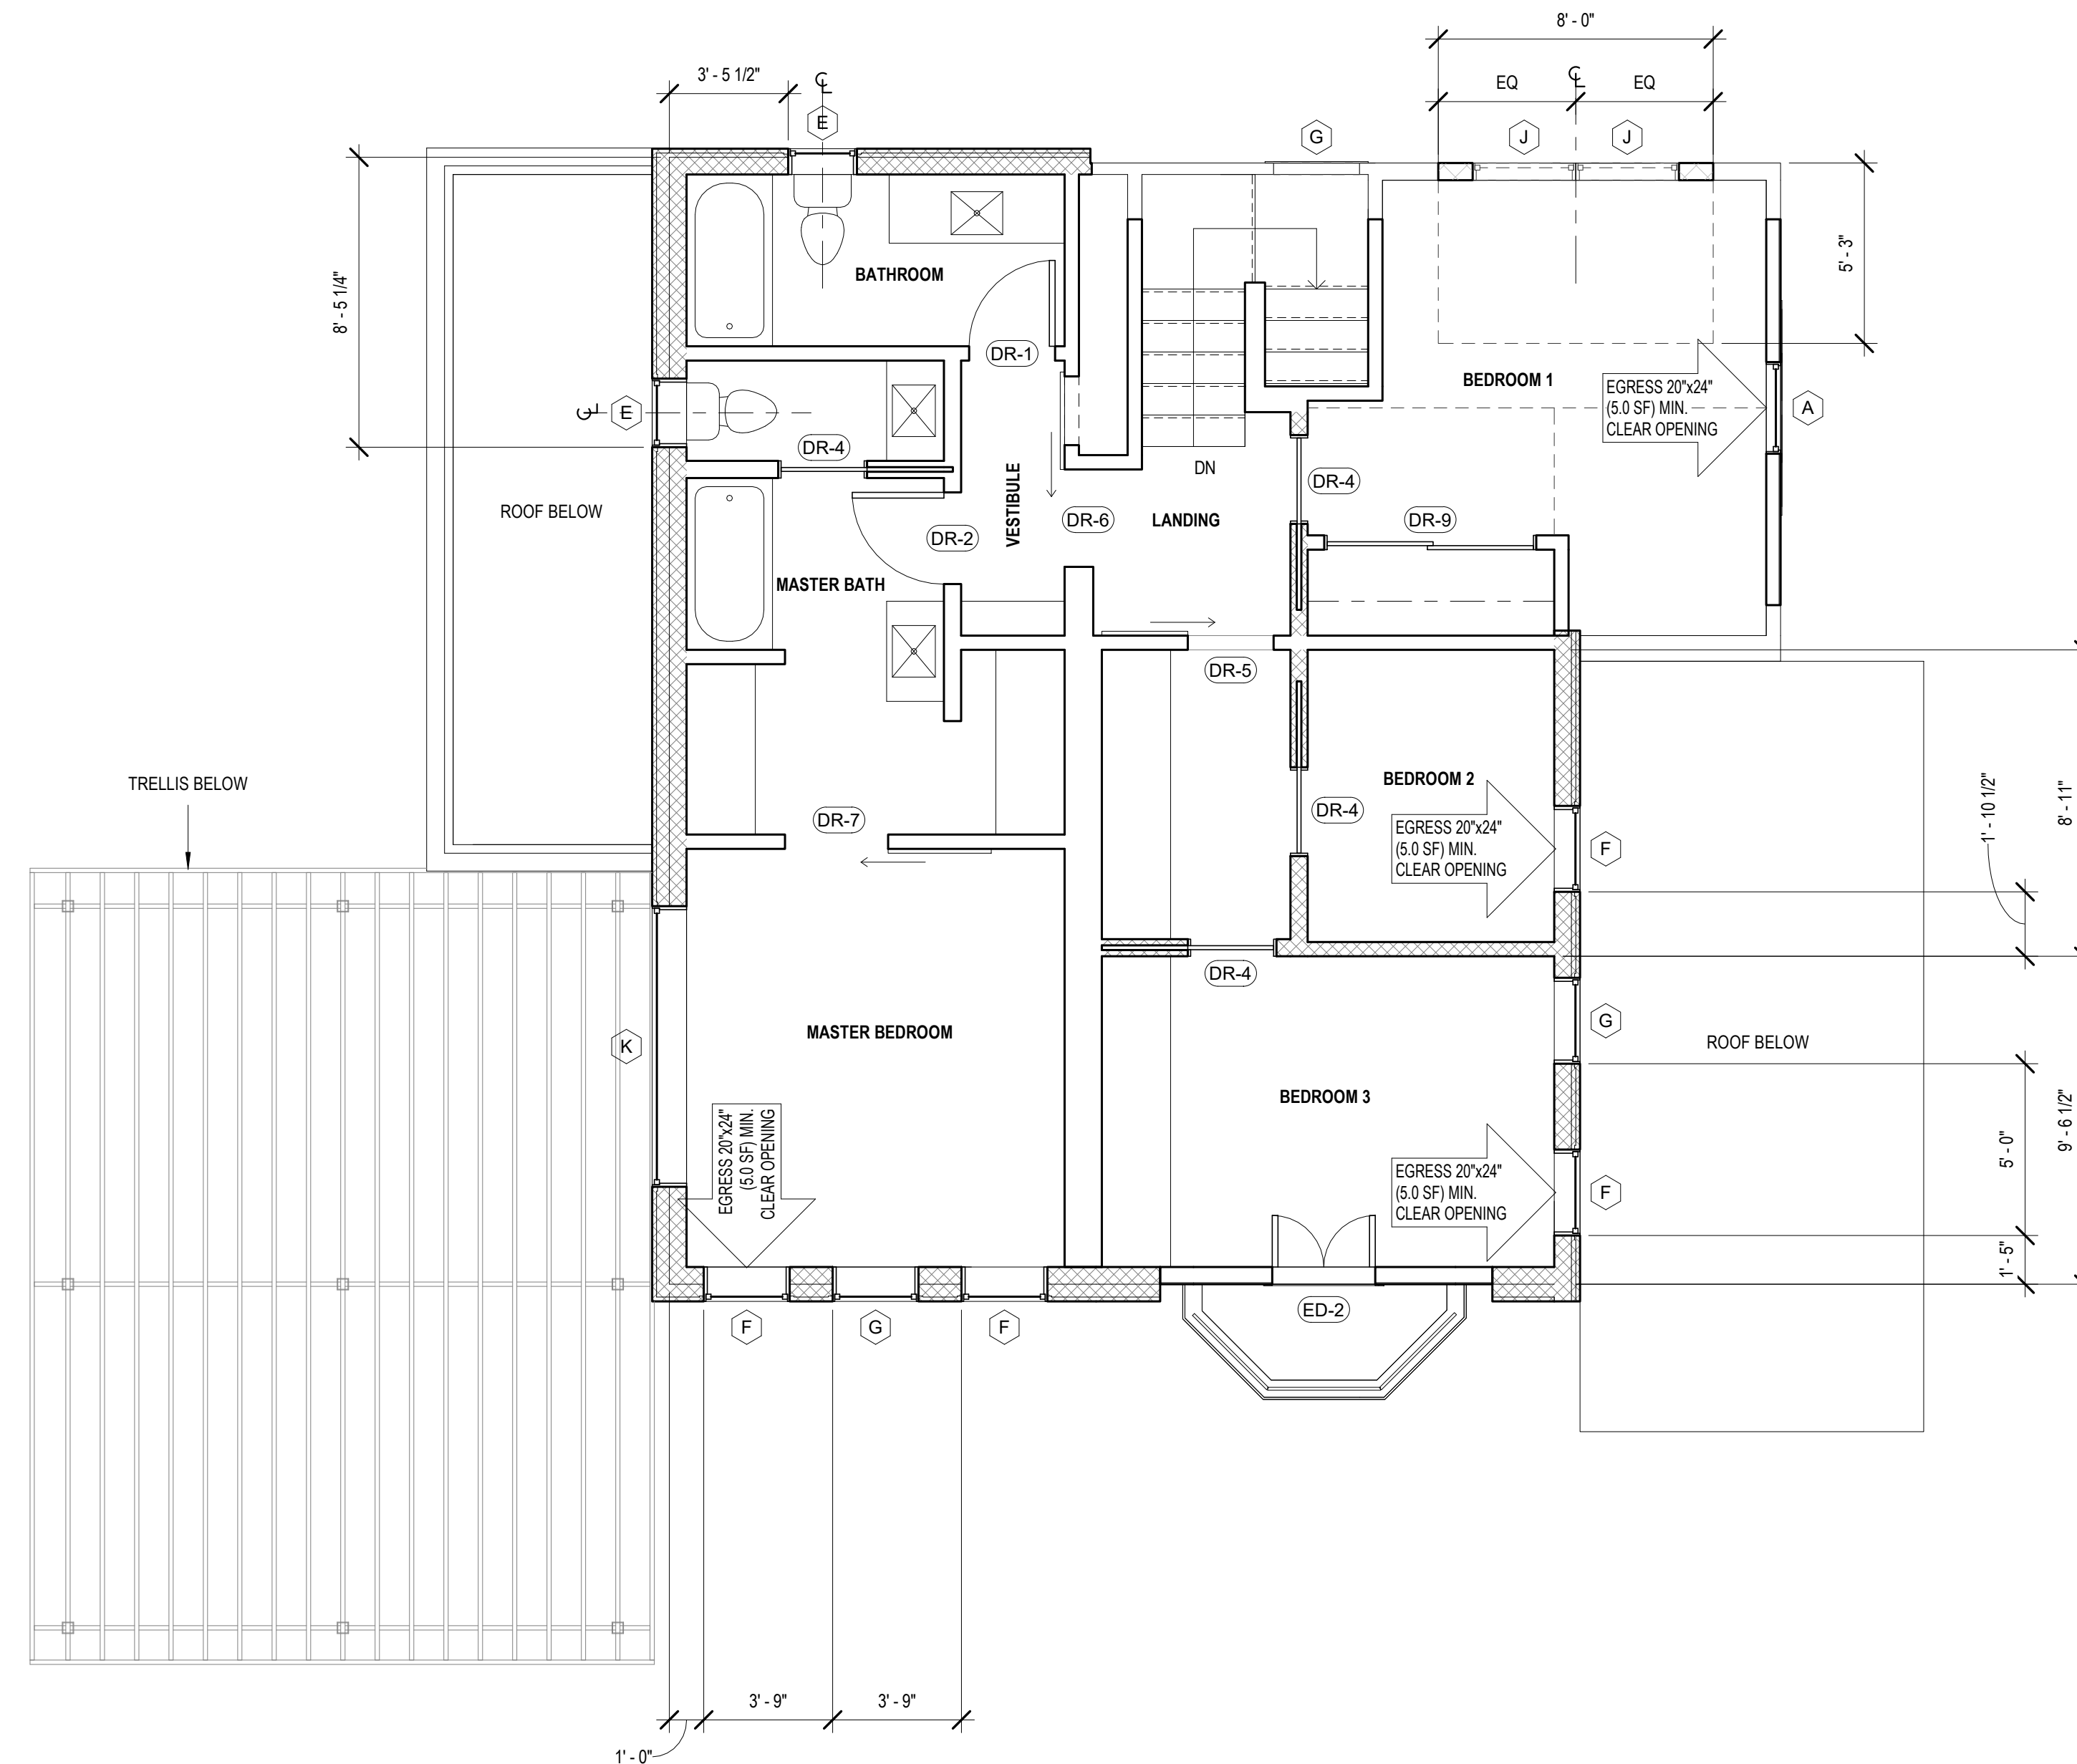 8' - 0"
3' - 5 1/2"
EQ
EQ
E
G
J
J
8' - 5 1/4"
5' - 3"
BATHROOM
DR-1
BEDROOM 1
EGRESS 20"x24"
(5.0 SF) MIN.
CLEAR OPENING
A
E
DR-4
DN
DR-4
ROOF BELOW
VESTIBULE
DR-6
LANDING
DR-9
DR-2
MASTER BATH
DR-5
TRELLIS BELOW
BEDROOM 2
1' - 10 1/2"
8' - 11"
DR-7
DR-4
EGRESS 20"x24"
(5.0 SF) MIN.
CLEAR OPENING
F
DR-4
MASTER BEDROOM
K
G
ROOF BELOW
BEDROOM 3
EGRESS 20"x24"
(5.0 SF) MIN.
CLEAR OPENING
EGRESS 20"x24"
(5.0 SF) MIN.
CLEAR OPENING
F
5' - 0"
9' - 6 1/2"
1' - 5"
F
G
F
ED-2
3' - 9"
3' - 9"
1' - 0"